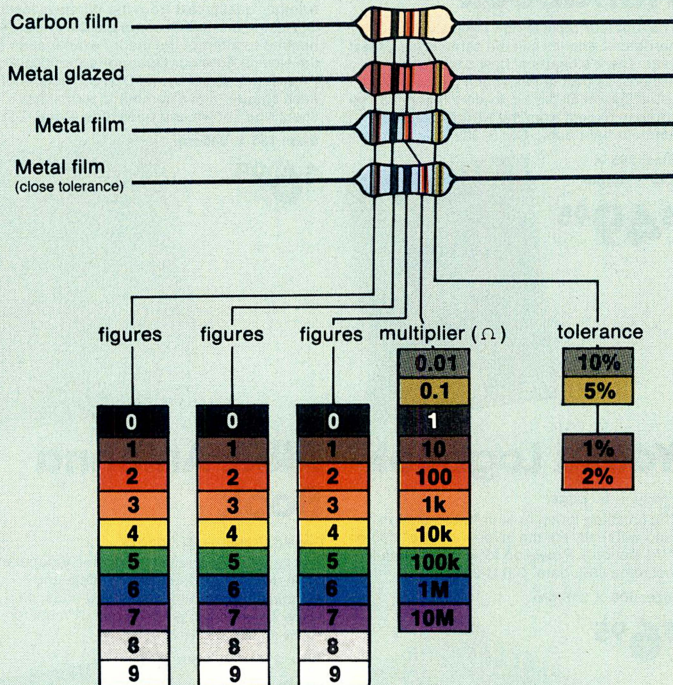 Carbon film
Metal glazed
Metal film
Metal film
(close tolerance)
figures figures figures multiplier (Ω) tolerance
0.01 10%
0.1 5%
0 0 0 1
1 1 1 10 1%
2 2 2 100 2%
3 3 3 1k
4 4 4 10k
5 5 5 100k
6 6 6 1M
7 7 7 10M
8 8 8
9 9 9